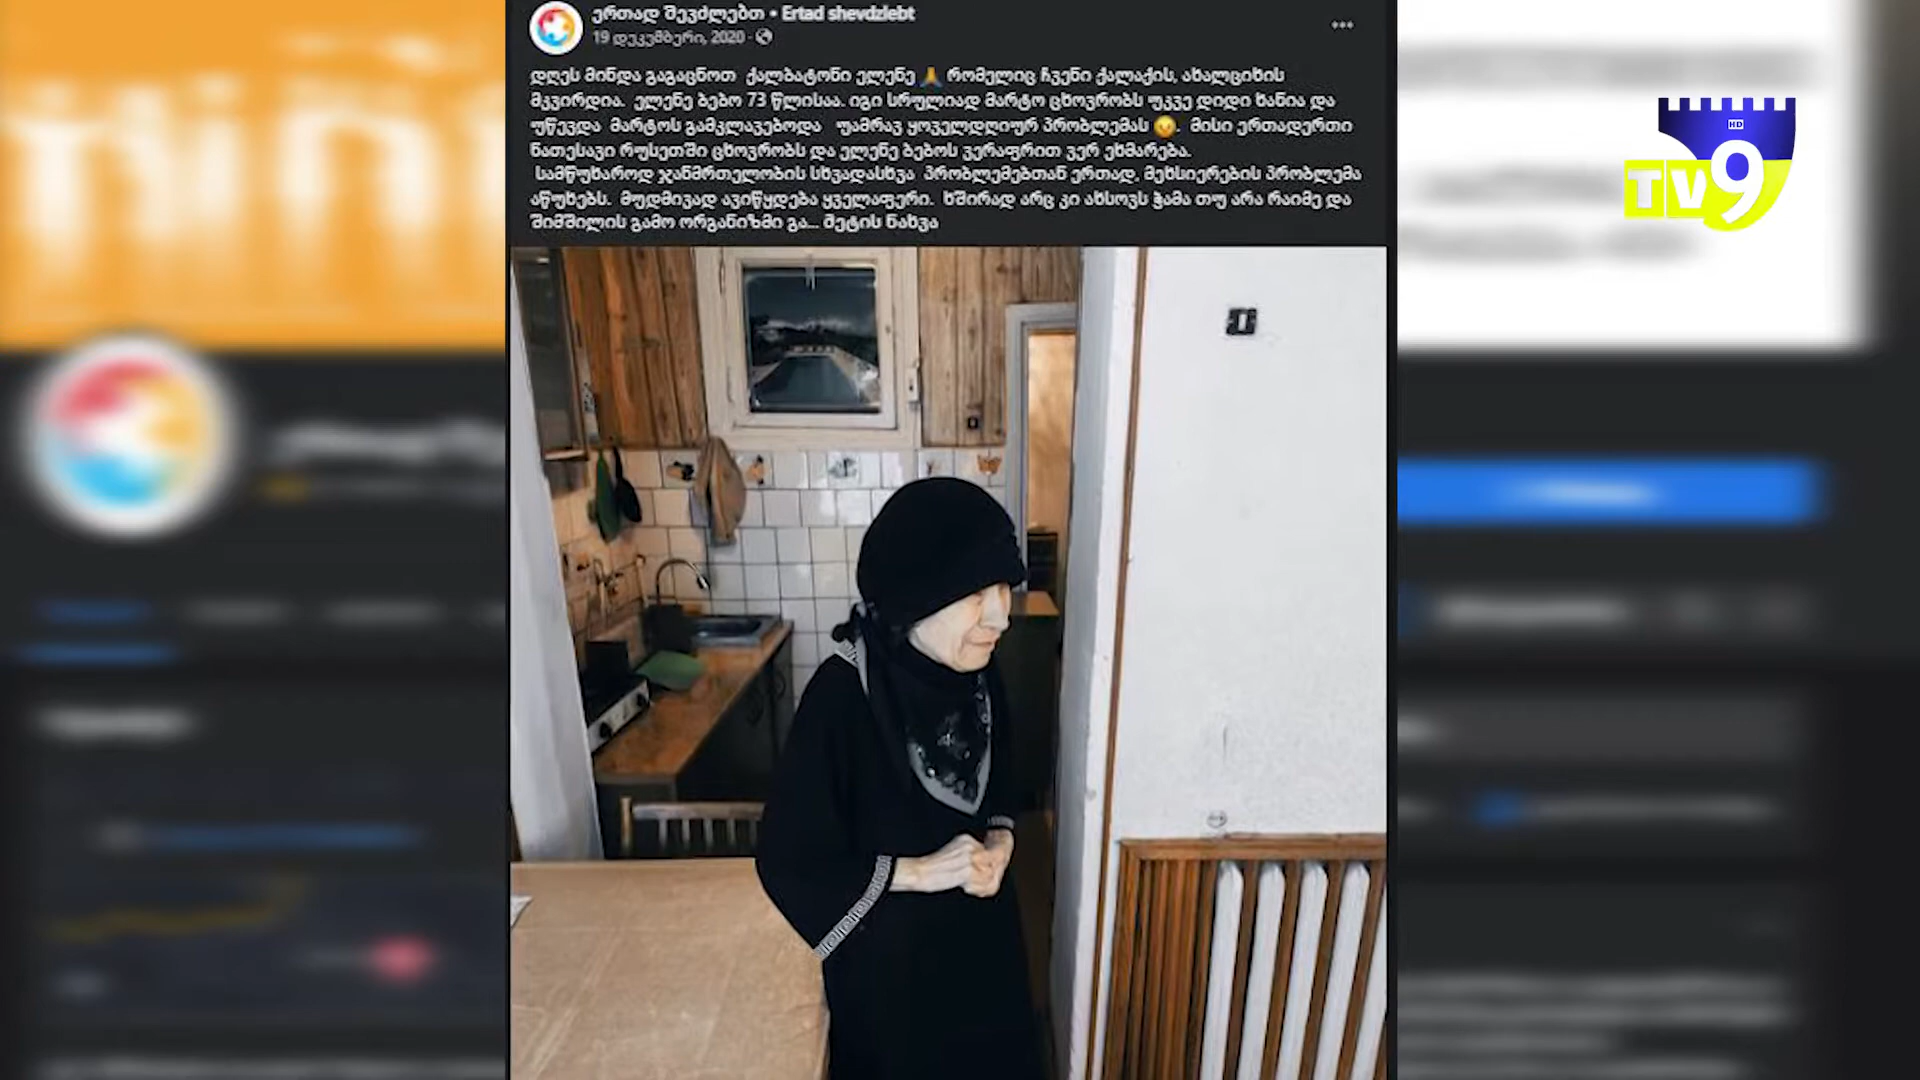 ერთად შევძლებთ • Ertad shevdzlebt
19 დეკემბერი, 2020 ·
დღეს მინდა გაგაცნოთ ქალბატონი ელენე 🙏 რომელიც ჩვენი ქალაქის, ახალციხის
მკვირდია. ელენე ბებო 73 წლისაა. იგი სრულიად მარტო ცხოვრობს უკვე დიდი ხანია და
უწევდა მარტოს გამკლავებოდა უამრავ ყოველდღიურ პრობლემას 😔. მისი ერთადერთი
ნათესავი რუსეთში ცხოვრობს და ელენე ბებოს ვერაფრით ვერ ეხმარება.
სამწუხაროდ ჯანმრთელობის სხვადასხვა პრობლემებთან ერთად, მეხსიერების პრობლემა
აწუხებს. მუდმივად ავიწყდება ყველაფერი. ხშირად არც კი ახსოვს ჭამა თუ არა რაიმე და
შიმშილის გამო ორგანიზმი გა... მეტის ნახვა
HD
TV9